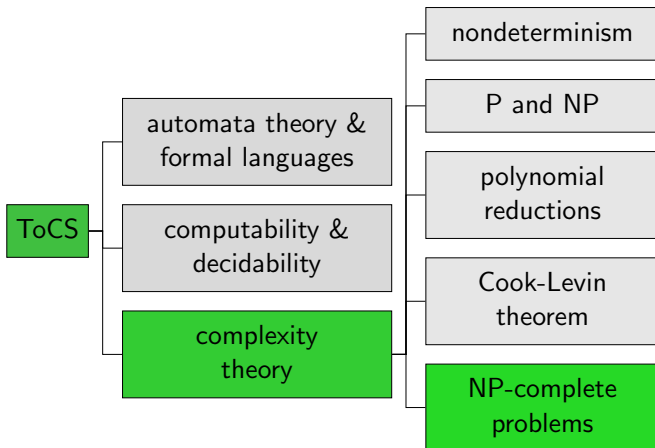 ToCS
automata theory &
formal languages
computability &
decidability
complexity
theory
nondeterminism
P and NP
polynomial
reductions
Cook-Levin
theorem
NP-complete
problems